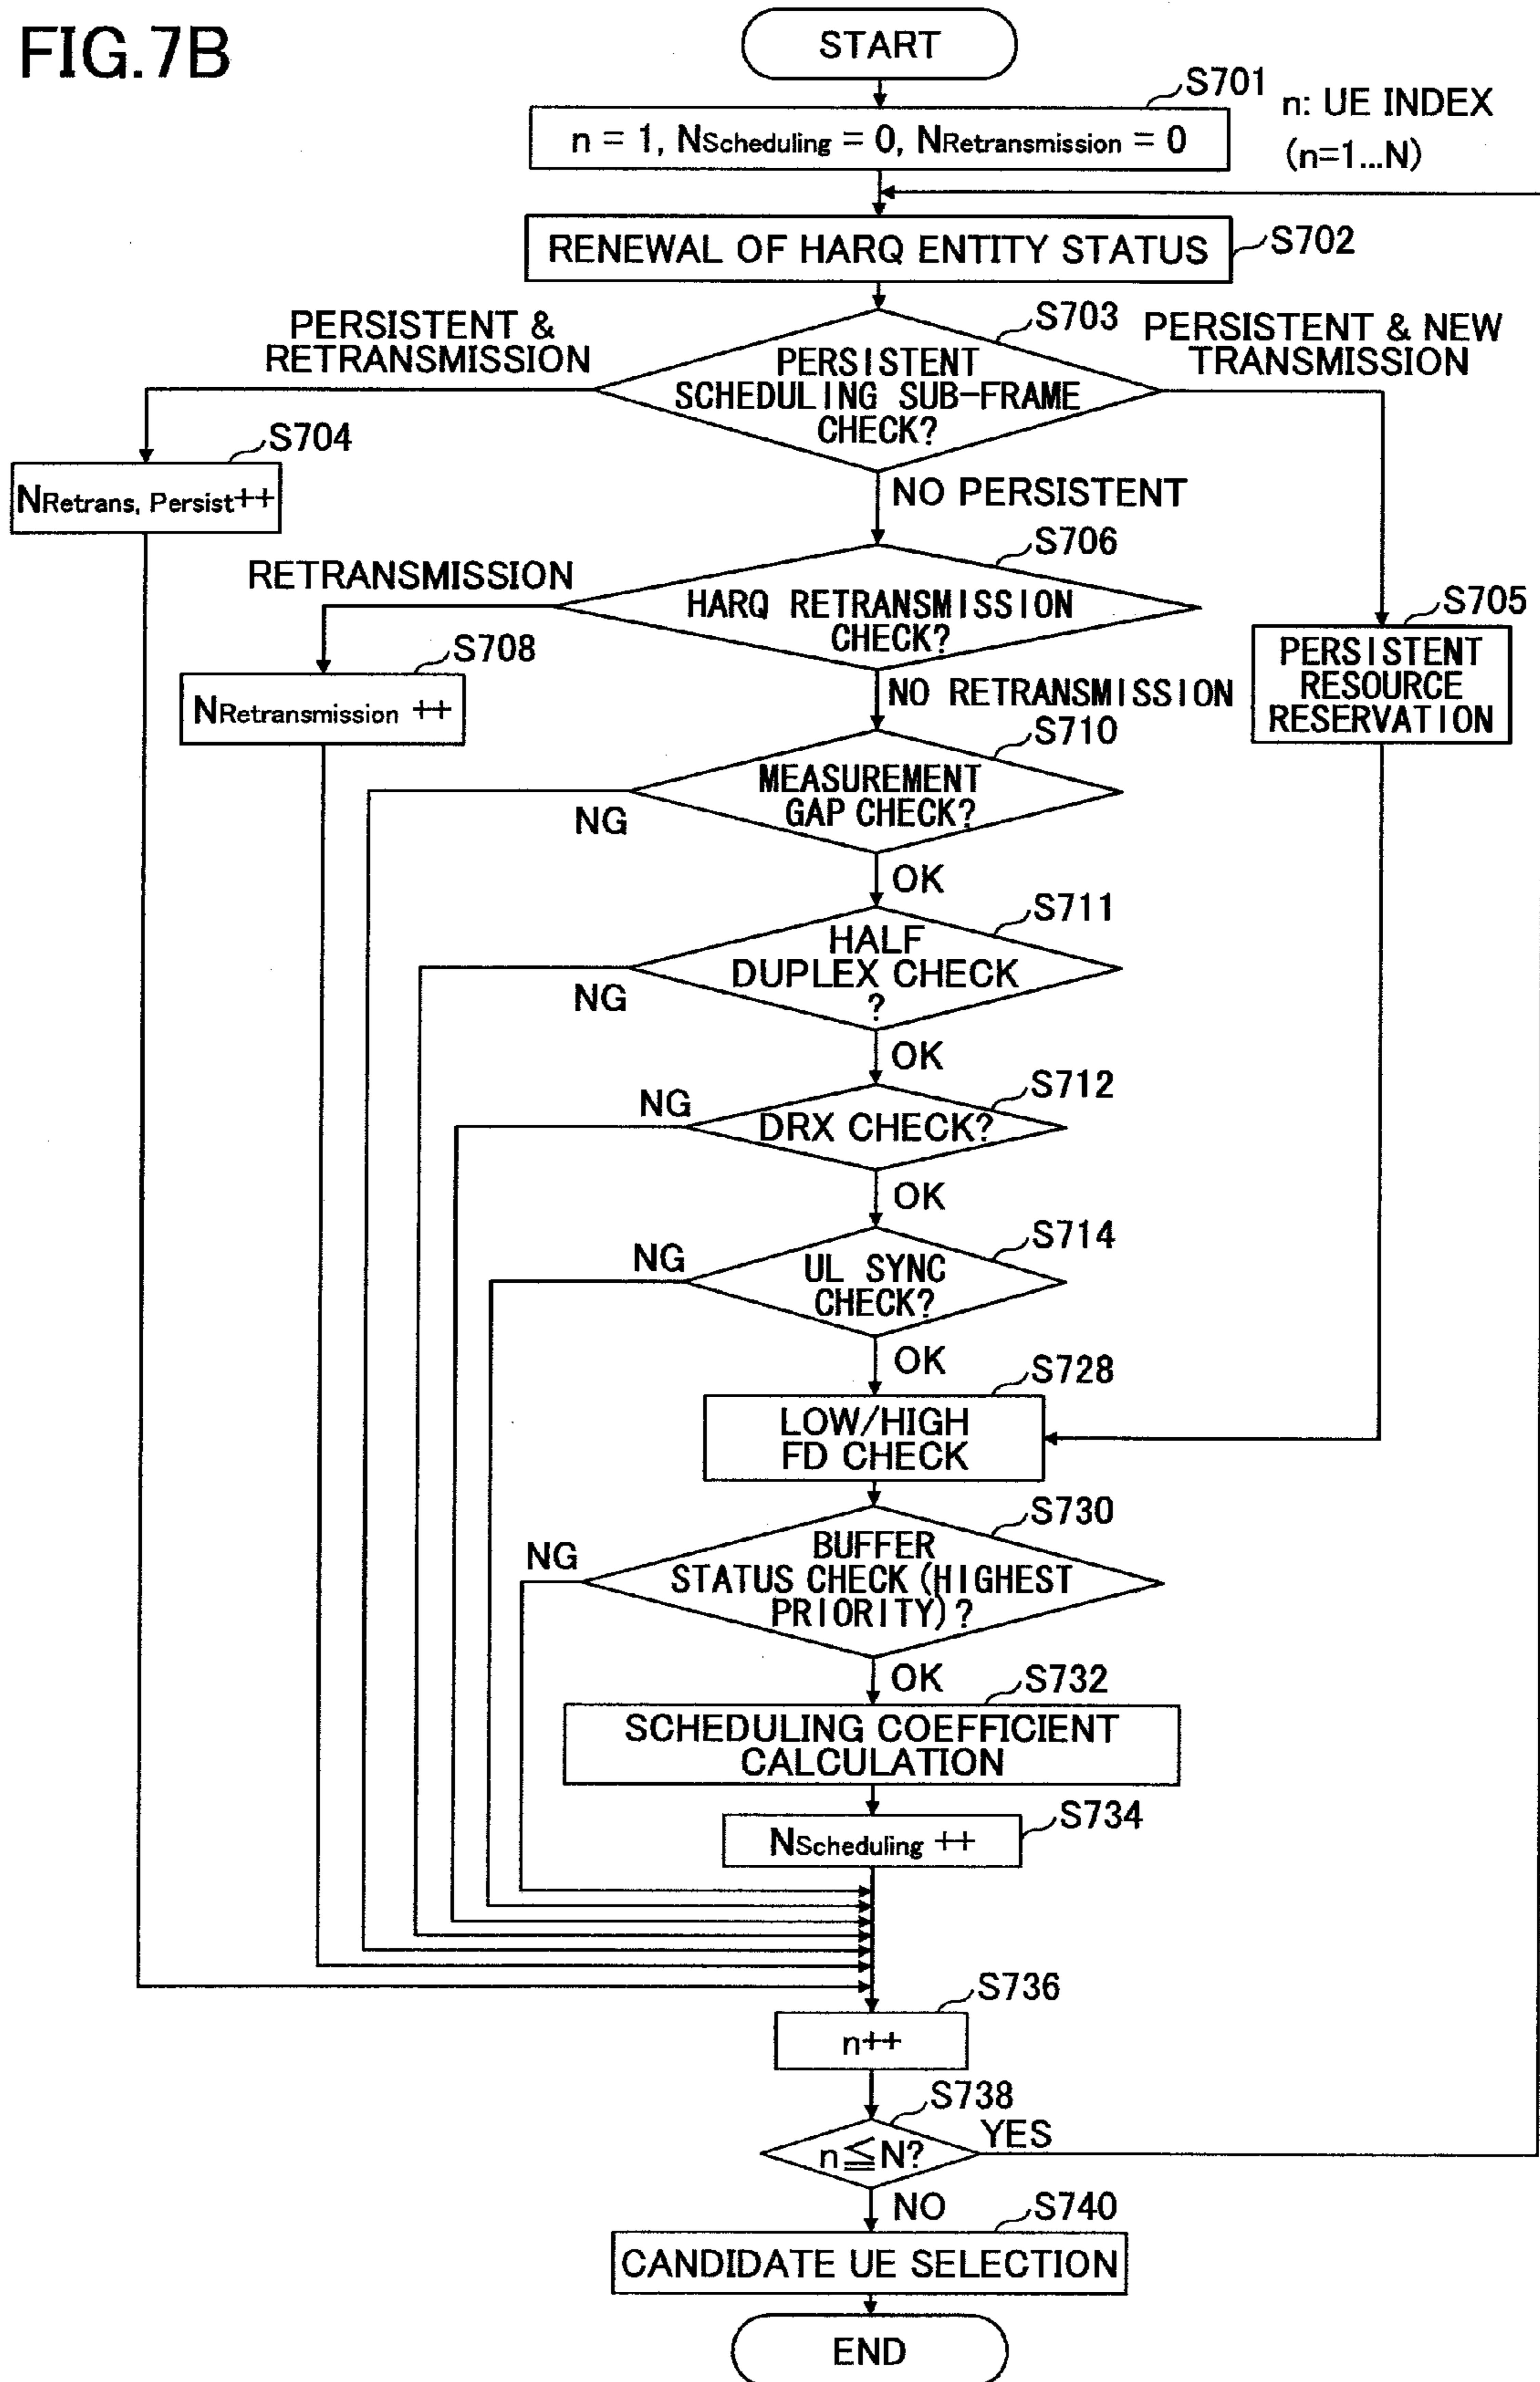 FIG.7B
START
S701
n = 1, NScheduling = 0, NRetransmission = 0
n: UE INDEX
(n=1...N)
RENEWAL OF HARQ ENTITY STATUS
S702
S703
PERSISTENT &
RETRANSMISSION
PERSISTENT
SCHEDULING SUB-FRAME
CHECK?
PERSISTENT & NEW
TRANSMISSION
S704
NRetrans, Persist++
NO PERSISTENT
S706
RETRANSMISSION
HARQ RETRANSMISSION
CHECK?
S705
PERSISTENT
RESOURCE
RESERVATION
S708
NRetransmission ++
NO RETRANSMISSION
S710
MEASUREMENT
GAP CHECK?
NG
OK
S711
HALF
DUPLEX CHECK
?
NG
OK
S712
NG
DRX CHECK?
OK
S714
NG
UL SYNC
CHECK?
OK
S728
LOW/HIGH
FD CHECK
S730
NG
BUFFER
STATUS CHECK (HIGHEST
PRIORITY)?
OK
S732
SCHEDULING COEFFICIENT
CALCULATION
S734
NScheduling ++
S736
n++
S738
n≦N?
YES
NO
S740
CANDIDATE UE SELECTION
END